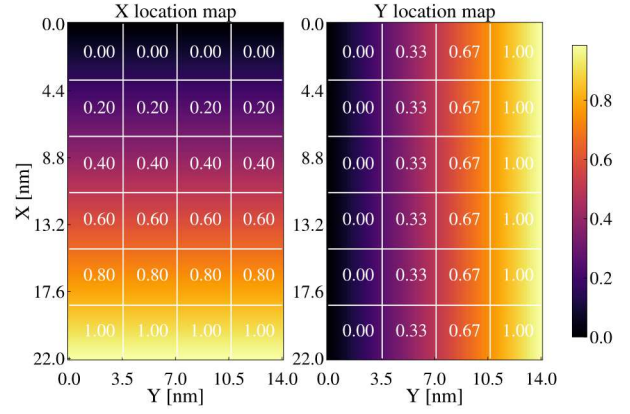 X location map
Y location map
0.0
4.4
8.8
13.2
17.6
22.0
X [nm]
0.00 0.00 0.00 0.00
0.20 0.20 0.20 0.20
0.40 0.40 0.40 0.40
0.60 0.60 0.60 0.60
0.80 0.80 0.80 0.80
1.00 1.00 1.00 1.00
0.0 3.5 7.0 10.5 14.0
Y [nm]
0.00 0.33 0.67 1.00
0.00 0.33 0.67 1.00
0.00 0.33 0.67 1.00
0.00 0.33 0.67 1.00
0.00 0.33 0.67 1.00
0.00 0.33 0.67 1.00
0.0 3.5 7.0 10.5 14.0
Y [nm]
0.8
0.6
0.4
0.2
0.0